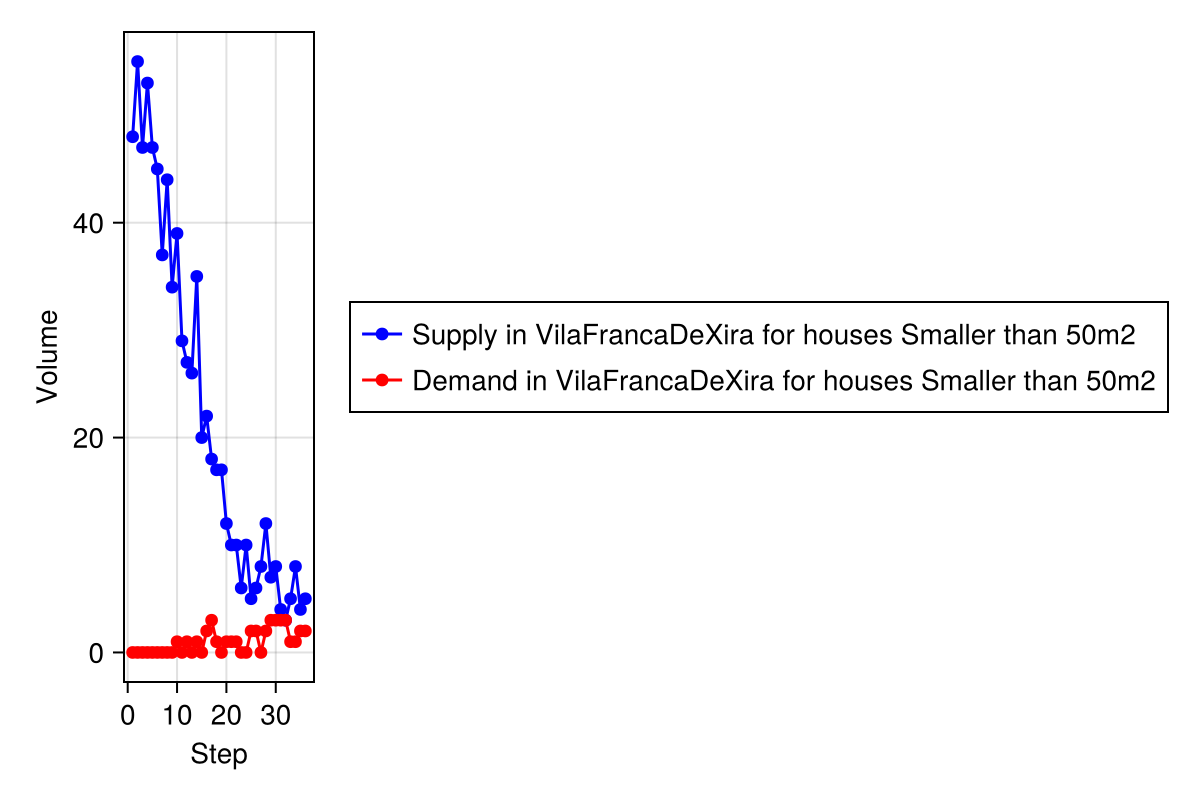 Volume
40
20
0
0 10 20 30
Step
Supply in VilaFrancaDeXira for houses Smaller than 50m2
Demand in VilaFrancaDeXira for houses Smaller than 50m2